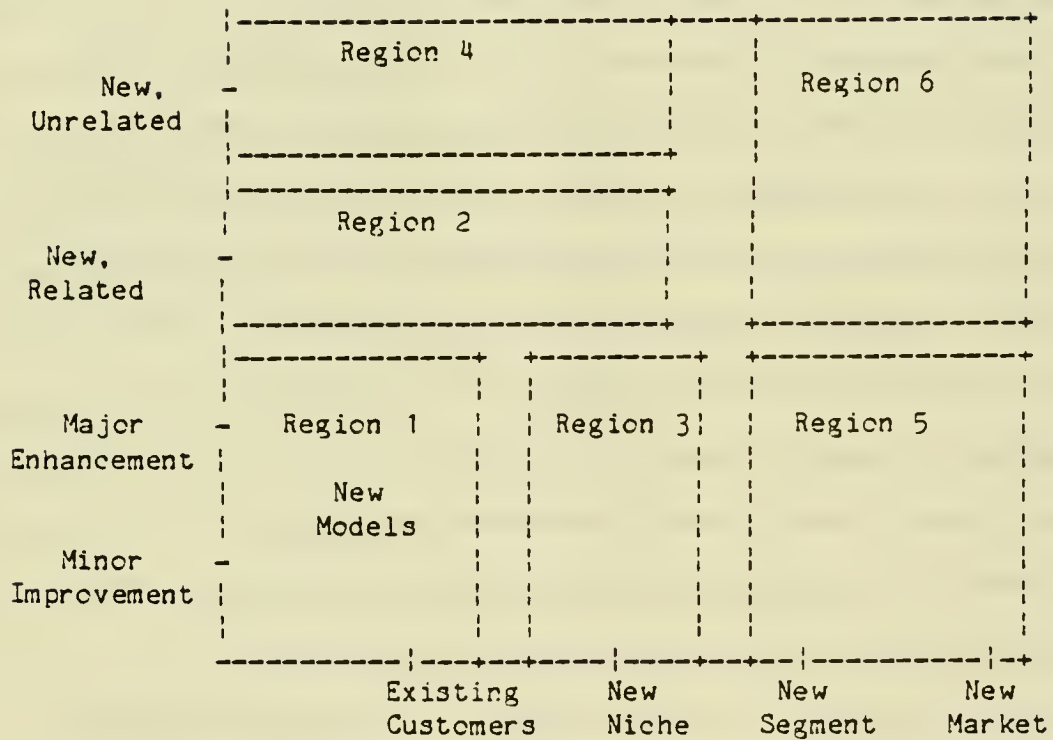 Region 4
New,
Unrelated
Region 6
Region 2
New,
Related
Major
Enhancement
Region 1
Region 3
Region 5
New
Models
Minor
Improvement
Existing
Customers
New
Niche
New
Segment
New
Market